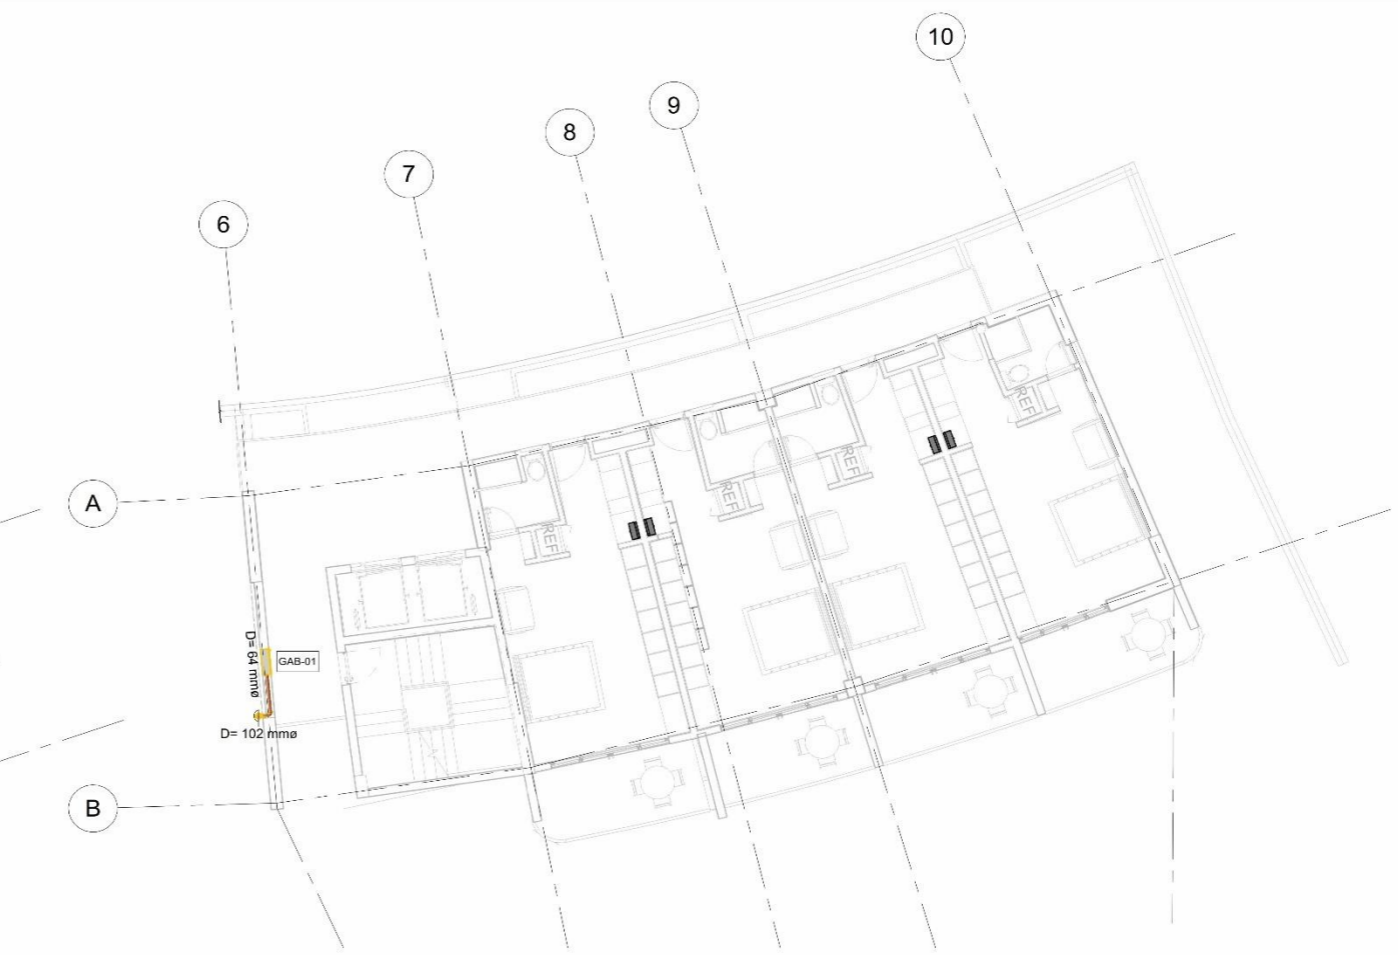 10
9
8
7
6
A
REF
REF
REF
REF
D= 64 mmø
GAB-01
D= 102 mmø
B